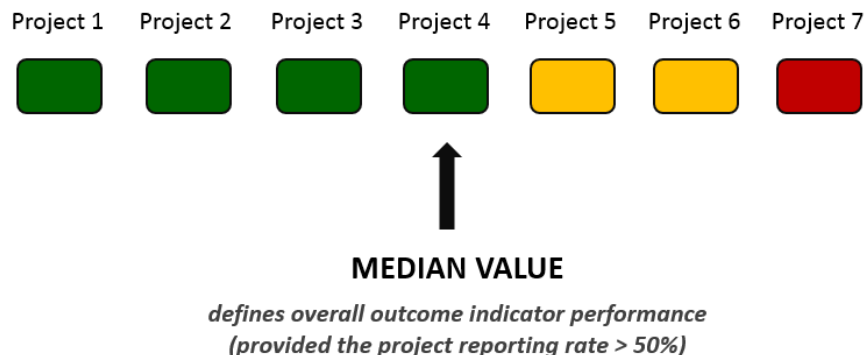 Project 1 Project 2 Project 3 Project 4 Project 5 Project 6 Project 7
MEDIAN VALUE
defines overall outcome indicator performance
(provided the project reporting rate > 50%)